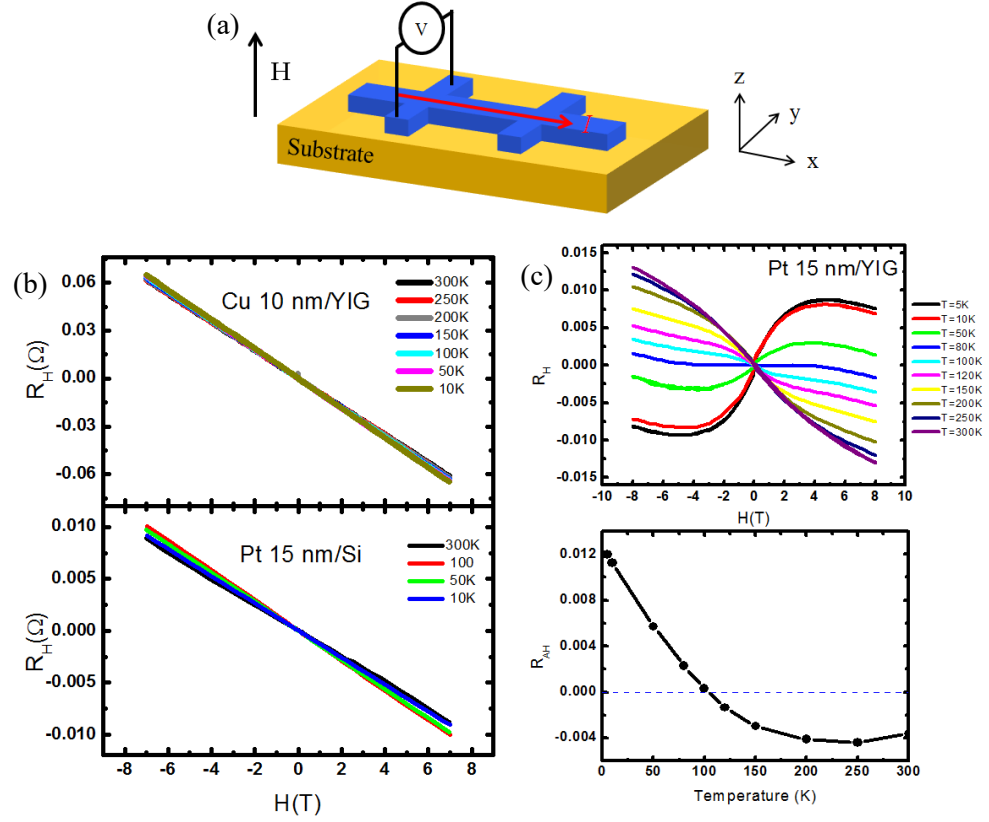 (a)
V
H
I
Substrate
z
y
x
(b)
Cu 10 nm/YIG
300K
250K
200K
150K
100K
50K
10K
R_H(Ω)
0.06
0.03
0.00
-0.03
-0.06
Pt 15 nm/Si
300K
100
50K
10K
R_H(Ω)
0.010
0.005
0.000
-0.005
-0.010
-8 -6 -4 -2 0 2 4 6 8
H(T)
(c)
Pt 15 nm/YIG
R_H
0.015
0.010
0.005
0.000
-0.005
-0.010
-0.015
-10 -8 -6 -4 -2 0 2 4 6 8 10
H(T)
T=5K
T=10K
T=50K
T=80K
T=100K
T=120K
T=150K
T=200K
T=250K
T=300K
R_AH
0.012
0.008
0.004
0.000
-0.004
0 50 100 150 200 250 300
Temperature (K)